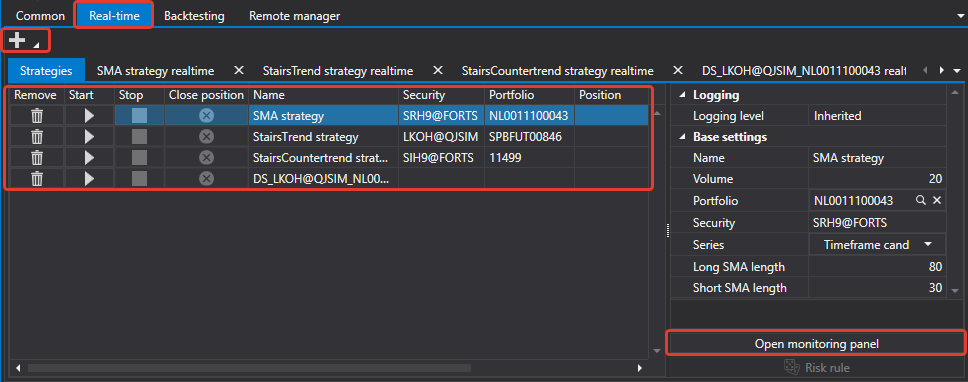 Common Real-time Backtesting Remote manager
Strategies SMA strategy realtime StairsTrend strategy realtime StairsCountertrend strategy realtime DS_LKOH@QJSIM_NL0011100043 realt
Remove Start Stop Close position Name Security Portfolio Position
SMA strategy SRH9@FORTS NL0011100043
StairsTrend strategy LKOH@QJSIM SPBFUT00846
StairsCountertrend strat... SIH9@FORTS 11499
DS_LKOH@QJSIM_NL00...
Logging
Logging level Inherited
Base settings
Name SMA strategy
Volume 20
Portfolio NL0011100043
Security SRH9@FORTS
Series Timeframe cand
Long SMA length 80
Short SMA length 30
Open monitoring panel
Risk rule